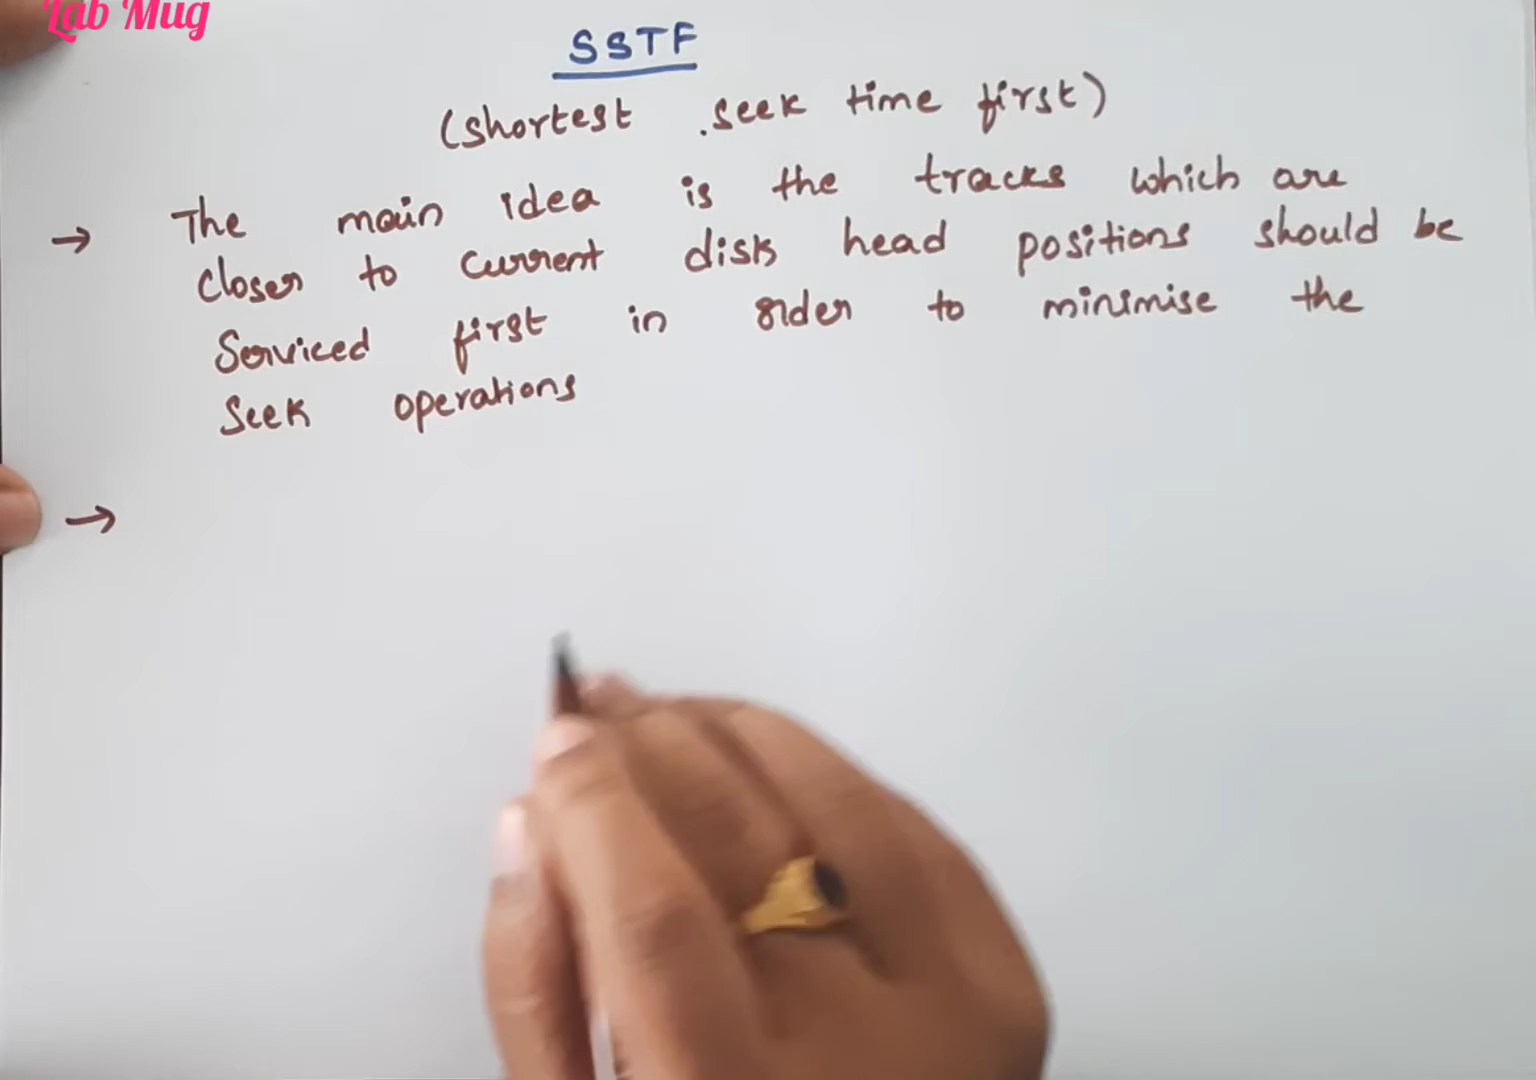 Lab Mug
SSTF
(shortest seek time first)
→ The main idea is the tracks which are
closer to current disk head positions should be
Serviced first in order to minimise the
Seek operations
→